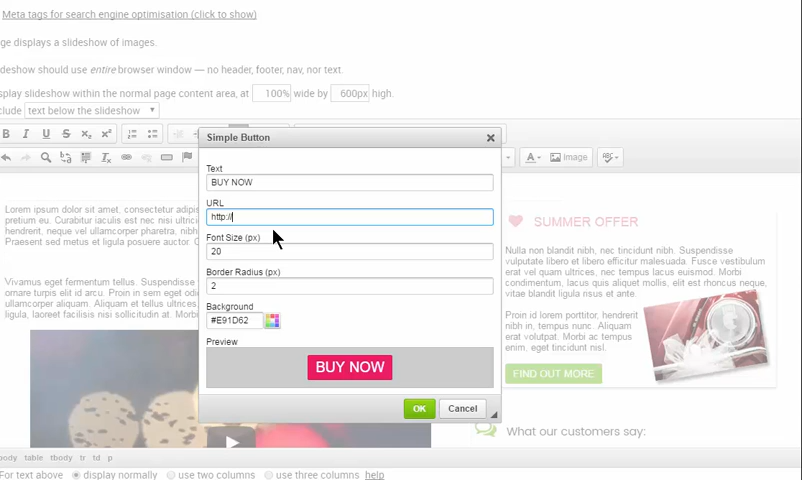 Meta tags for search engine optimisation (click to show)
ge displays a slideshow of images.
deshow should use entire browser window — no header, footer, nav, nor text.
splay slideshow within the normal page content area, at 100% wide by 600px high.
clude text below the slideshow
B I U S x₂ x²
Image
ABC
Simple Button
Text
BUY NOW
URL
http://
Font Size (px)
20
Border Radius (px)
2
Background
#E91D62
Preview
BUY NOW
OK Cancel
Lorem ipsum dolor sit amet, consectetur adipis
pretium eu. Curabitur iaculis est nec nisi ultric
ornare, neque vel ullamcorper pharetra, fac
Praesent sed metus et ligula posuere auctor.
Vivamus eget fermentum tellus. Suspendisse
ornare turpis elit id arcu. Proin in sem eget odi
ullamcorper aliquam. Aliquam et tellus ultrices,
ligula, laoreet facilisis nisi sollicitudin at. Morbi
SUMMER OFFER
Nulla non blandit nibh, nec tincidunt nibh. Suspendisse
vulputate libero et libero efficitur malesuada. Fusce
erat vel quam ultrices, nec tempus lacus euismod. Morbi
condimentum, lacus quis aliquet mollis, elit est rhoncus neque,
vitae blandit ligula risus et ante.
Proin id lorem porttitor, hendrerit
nibh in, tempus nunc. Aliquam
erat volutpat. Morbi ac dictum
enim, eget tincidunt nisl.
FIND OUT MORE
What our customers say:
body table tbody tr td p
For text above display normally use two columns use three columns help